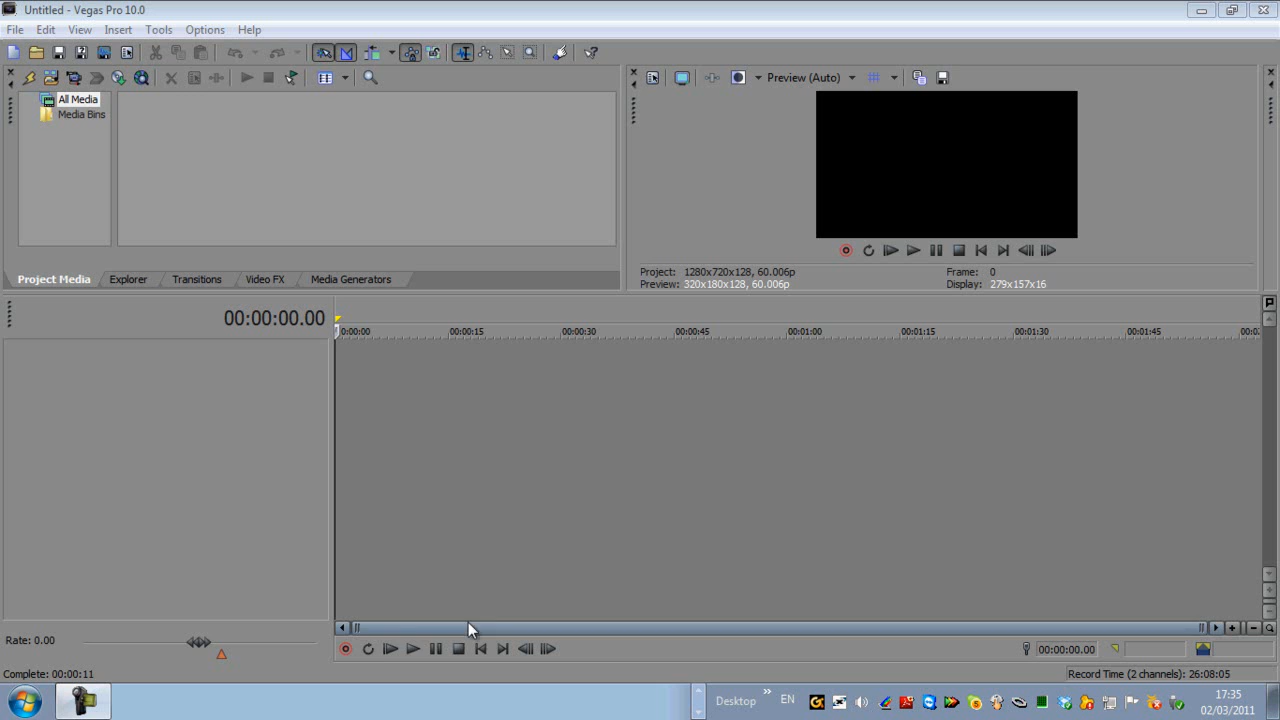 Untitled - Vegas Pro 10.0
File Edit View Insert Tools Options Help
Preview (Auto)
All Media
Media Bins
Project Media Explorer Transitions Video FX Media Generators
Project: 1280x720x128, 60.006p Frame: 0
Preview: 320x180x128, 60.006p Display: 279x157x16
00:00:00.00
0:00:00 00:00:15 00:00:30 00:00:45 00:01:00 00:01:15 00:01:30 00:01:45
Rate: 0.00
00:00:00.00
Complete: 00:00:11 Record Time (2 channels): 26:08:05
Desktop » EN 17:35
02/03/2011